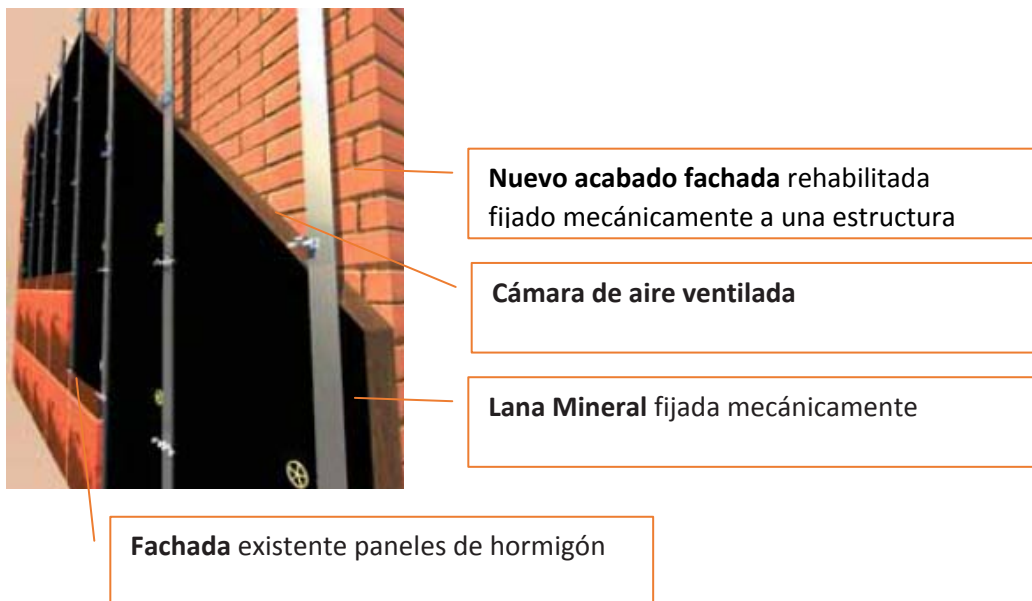 Nuevo acabado fachada rehabilitada
fijado mecánicamente a una estructura
Cámara de aire ventilada
Lana Mineral fijada mecánicamente
Fachada existente paneles de hormigón